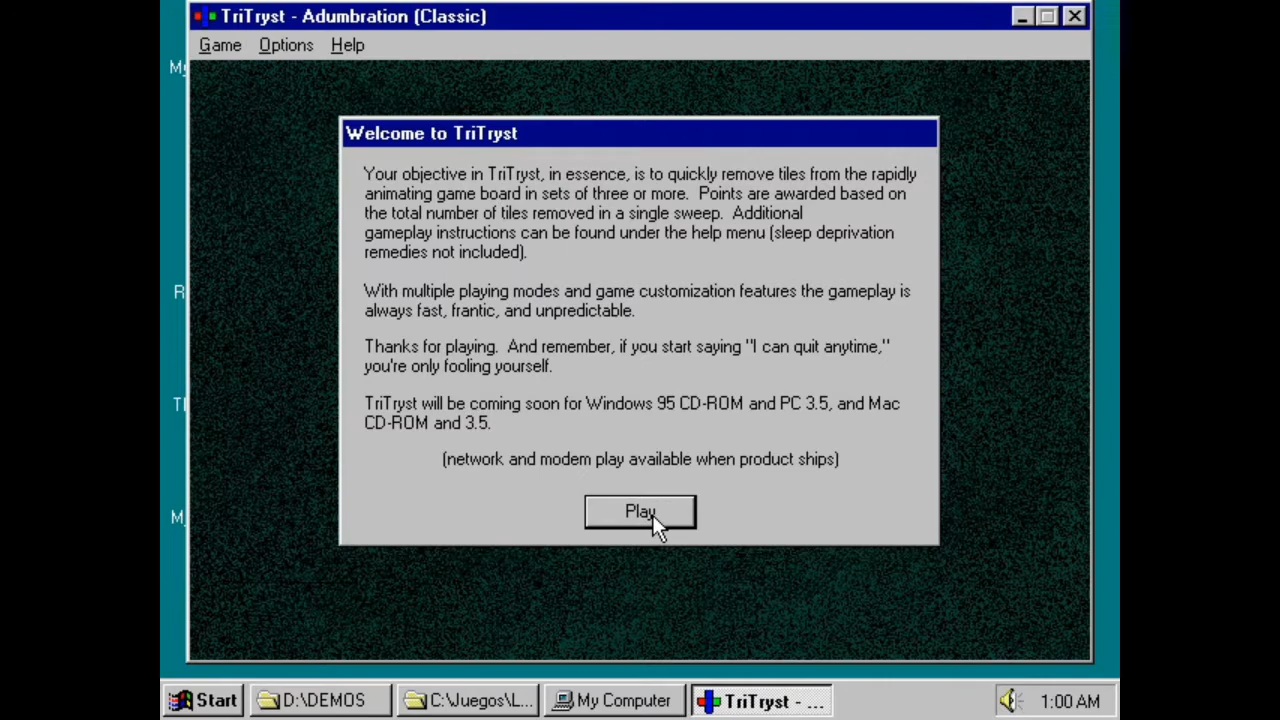 TriTryst - Adumbration (Classic)
Game Options Help
My
Welcome to TriTryst
Your objective in TriTryst, in essence, is to quickly remove tiles from the rapidly
animating game board in sets of three or more. Points are awarded based on
the total number of tiles removed in a single sweep. Additional
gameplay instructions can be found under the help menu (sleep deprivation
remedies not included).
R
With multiple playing modes and game customization features the gameplay is
always fast, frantic, and unpredictable.
Thanks for playing. And remember, if you start saying "I can quit anytime,"
you're only fooling yourself.
TriTryst will be coming soon for Windows 95 CD-ROM and PC 3.5, and Mac
CD-ROM and 3.5.
(network and modem play available when product ships)
Play
Start D:\DEMOS C:\Juegos\L... My Computer TriTryst - ... 1:00 AM